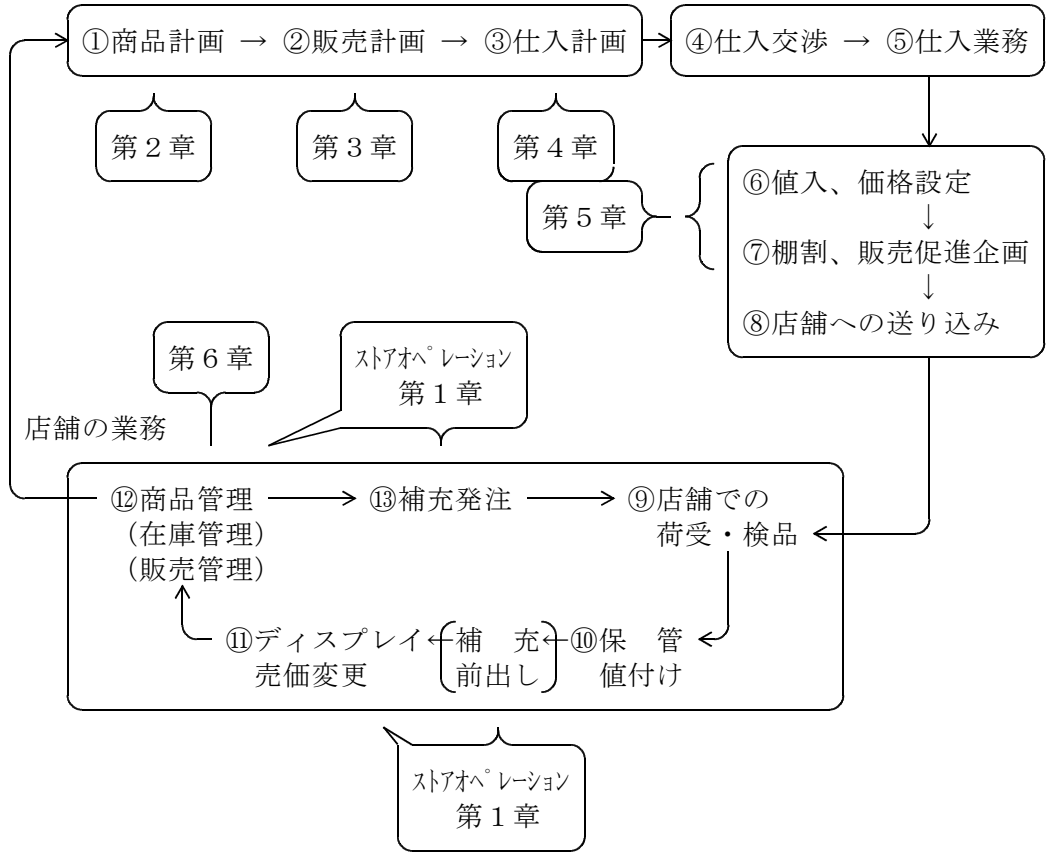 ①商品計画 → ②販売計画 → ③仕入計画
④仕入交渉 → ⑤仕入業務
第２章
第３章
第４章
第５章
⑥値入、価格設定
↓
⑦棚割、販売促進企画
↓
⑧店舗への送り込み
第６章
ｽﾄｱｵﾍﾟﾚｰｼｮﾝ
第１章
店舗の業務
⑫商品管理
（在庫管理）
（販売管理）
⑬補充発注
⑨店舗での
荷受・検品
⑪ディスプレイ
売価変更
補　充
前出し
⑩保　管
値付け
ｽﾄｱｵﾍﾟﾚｰｼｮﾝ
第１章